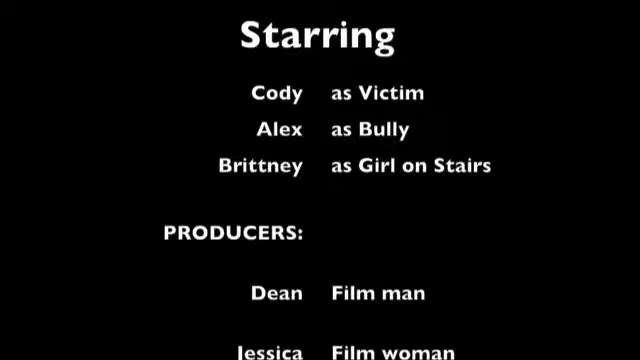 Starring
Cody as Victim
Alex as Bully
Brittney as Girl on Stairs
PRODUCERS:
Dean Film man
Jessica Film woman